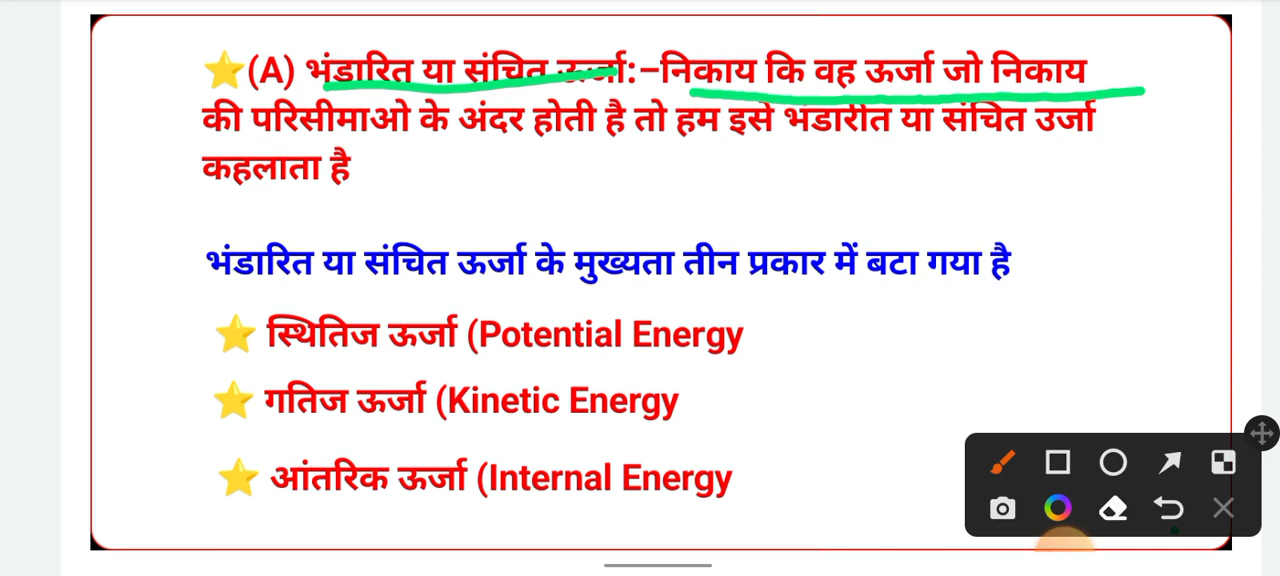 (A) भंडारित या संचित ऊर्जा:–निकाय कि वह ऊर्जा जो निकाय
की परिसीमाओ के अंदर होती है तो हम इसे भंडारीत या संचित उर्जा
कहलाता है
भंडारित या संचित ऊर्जा के मुख्यता तीन प्रकार में बटा गया है
स्थितिज ऊर्जा (Potential Energy
गतिज ऊर्जा (Kinetic Energy
आंतरिक ऊर्जा (Internal Energy